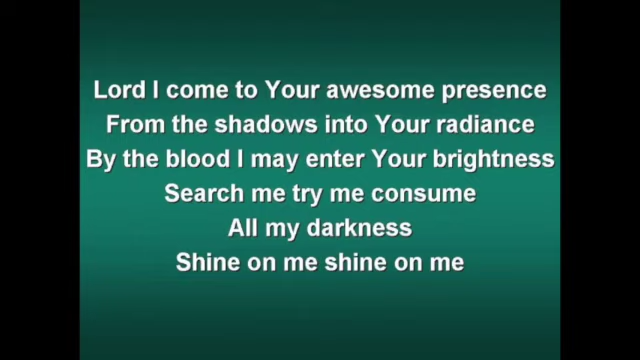 Lord I come to Your awesome presence
From the shadows into Your radiance
By the blood I may enter Your brightness
Search me try me consume
All my darkness
Shine on me shine on me